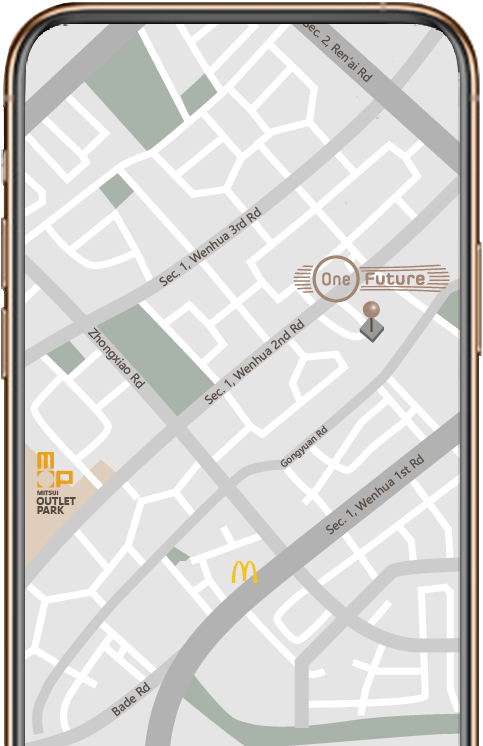 Sec. 2, Ren'ai Rd
Sec. 1, Wenhua 3rd Rd
One Future
Zhongxiao Rd
Sec. 1, Wenhua 2nd Rd
Gongyuan Rd
Sec. 1, Wenhua 1st Rd
mop
MITSUI
OUTLET
PARK
Bade Rd